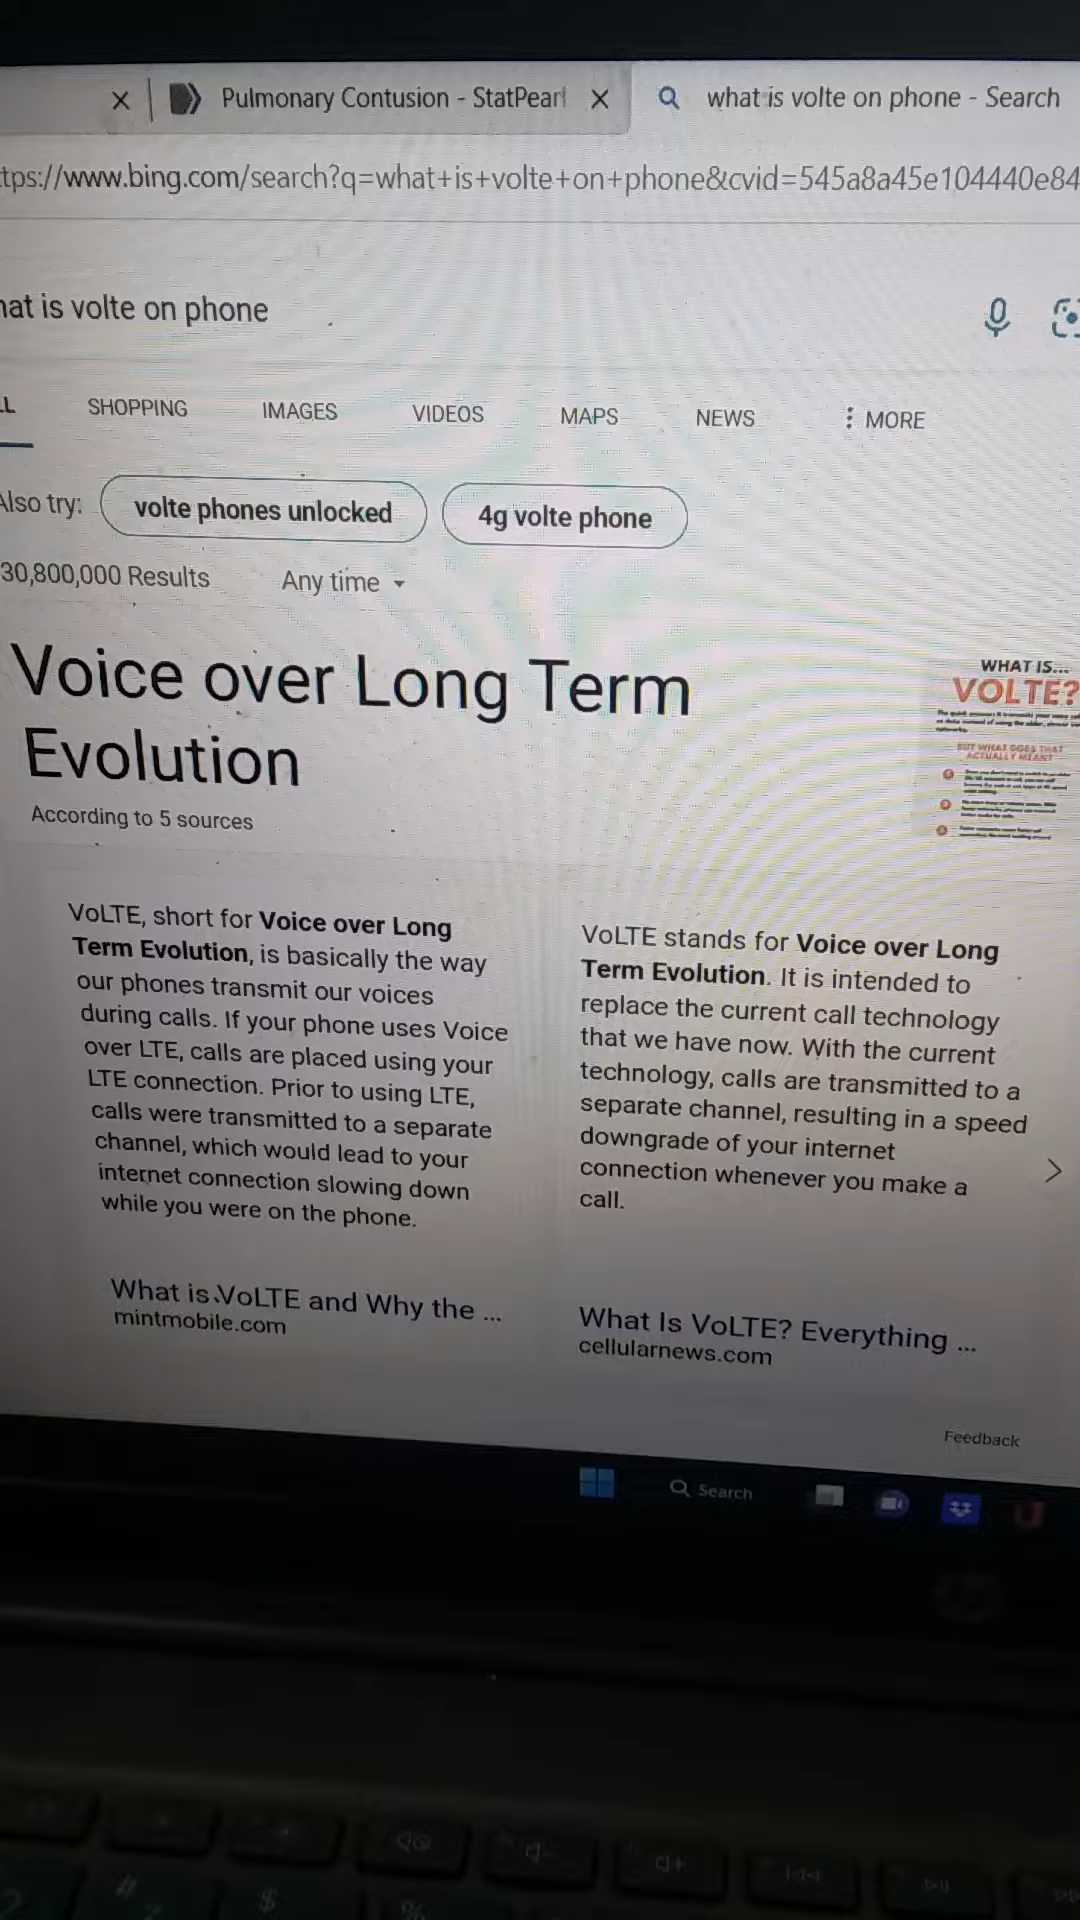 Pulmonary Contusion - StatPearl
what is volte on phone - Search
tps://www.bing.com/search?q=what+is+volte+on+phone&cvid=545a8a45e104440e84
hat is volte on phone
LL SHOPPING IMAGES VIDEOS MAPS NEWS MORE
Also try: volte phones unlocked 4g volte phone
30,800,000 Results Any time
Voice over Long Term
Evolution
According to 5 sources
WHAT IS...
VOLTE?
BUT WHAT DOES THAT
ACTUALLY MEAN?
VoLTE, short for Voice over Long
Term Evolution, is basically the way
our phones transmit our voices
during calls. If your phone uses Voice
over LTE, calls are placed using your
LTE connection. Prior to using LTE,
calls were transmitted to a separate
channel, which would lead to your
internet connection slowing down
while you were on the phone.
What is VoLTE and Why the ...
mintmobile.com
VoLTE stands for Voice over Long
Term Evolution. It is intended to
replace the current call technology
that we have now. With the current
technology, calls are transmitted to a
separate channel, resulting in a speed
downgrade of your internet
connection whenever you make a
call.
What Is VoLTE? Everything ...
cellularnews.com
Feedback
Search
#
$
%